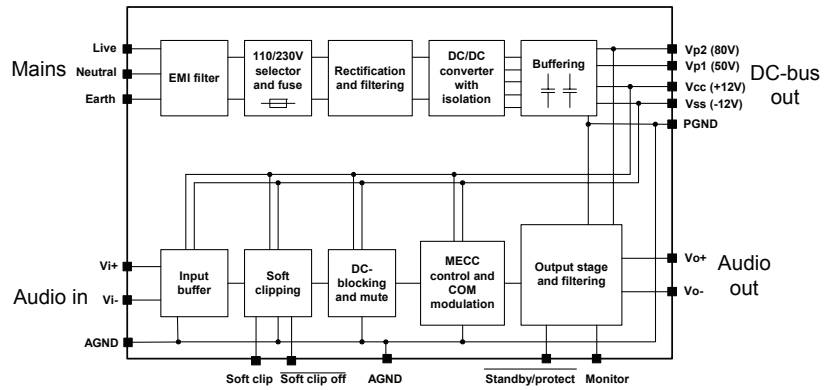 Mains
Live
Neutral
Earth
EMI filter
110/230V
selector
and fuse
Rectification
and filtering
DC/DC
converter
with
isolation
Buffering
Vp2 (80V)
Vp1 (50V)
Vcc (+12V)
Vss (-12V)
PGND
DC-bus
out
Audio in
Vi+
Vi-
AGND
Input
buffer
Soft
clipping
DC-
blocking
and mute
MECC
control and
COM
modulation
Output stage
and filtering
Vo+
Vo-
Audio
out
Soft clip
Soft clip off
AGND
Standby/protect
Monitor